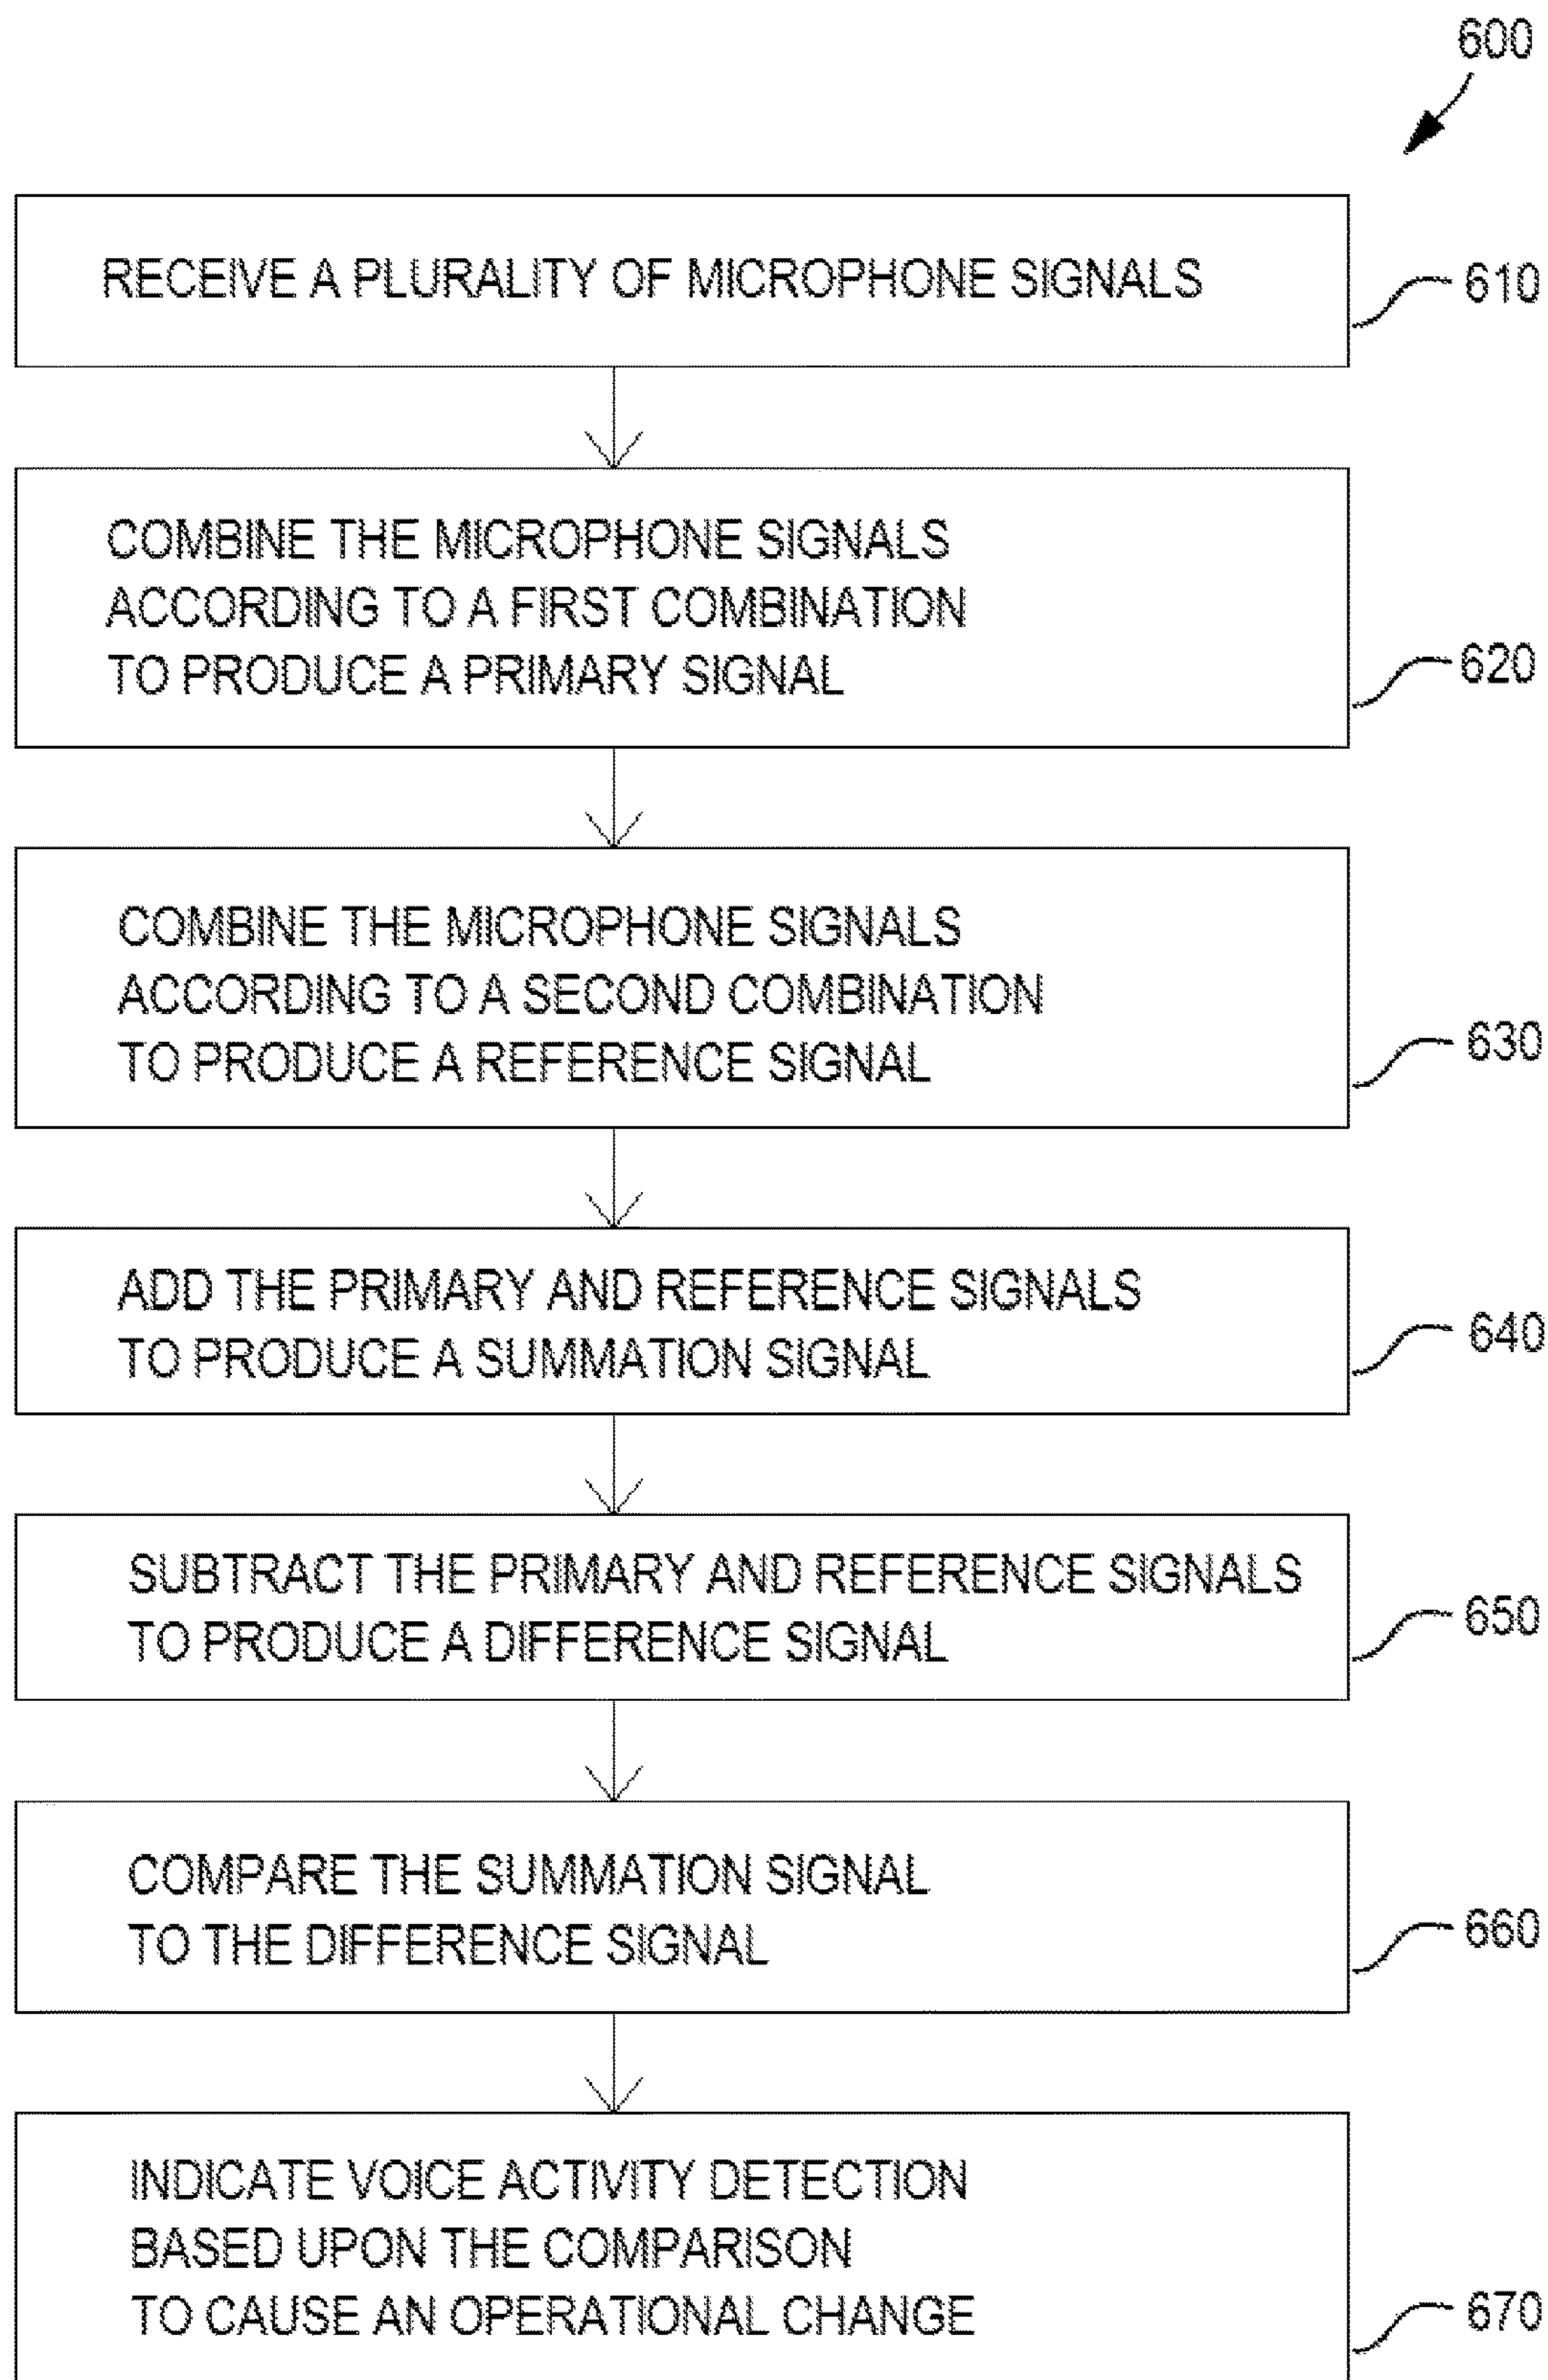 600
RECEIVE A PLURALITY OF MICROPHONE SIGNALS
610
COMBINE THE MICROPHONE SIGNALS
ACCORDING TO A FIRST COMBINATION
TO PRODUCE A PRIMARY SIGNAL
620
COMBINE THE MICROPHONE SIGNALS
ACCORDING TO A SECOND COMBINATION
TO PRODUCE A REFERENCE SIGNAL
630
ADD THE PRIMARY AND REFERENCE SIGNALS
TO PRODUCE A SUMMATION SIGNAL
640
SUBTRACT THE PRIMARY AND REFERENCE SIGNALS
TO PRODUCE A DIFFERENCE SIGNAL
650
COMPARE THE SUMMATION SIGNAL
TO THE DIFFERENCE SIGNAL
660
INDICATE VOICE ACTIVITY DETECTION
BASED UPON THE COMPARISON
TO CAUSE AN OPERATIONAL CHANGE
670